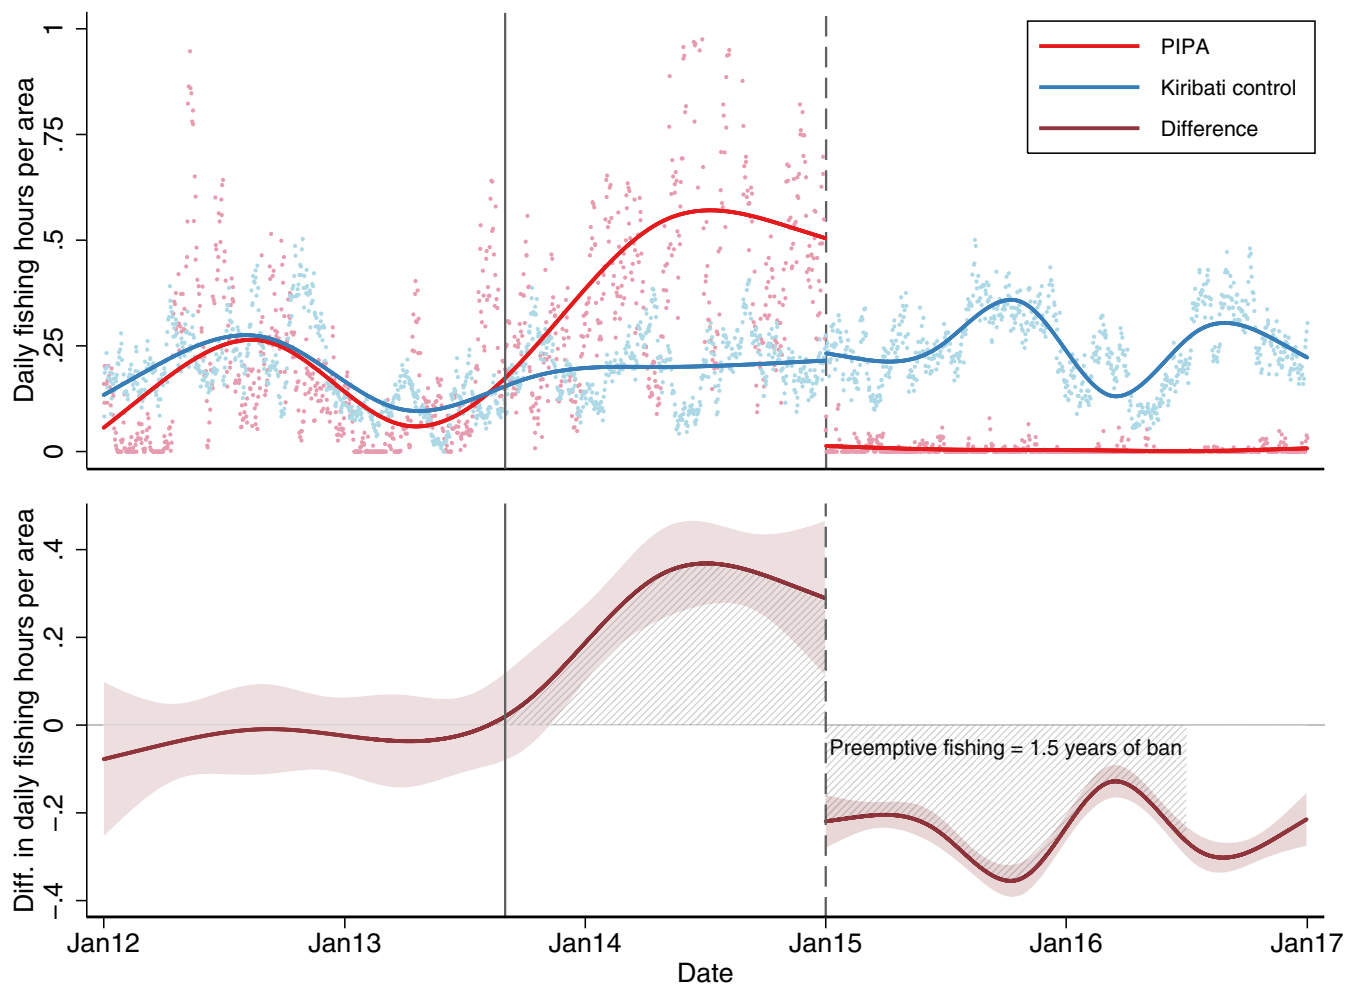 Daily fishing hours per area
1
.75
.5
.25
0
PIPA
Kiribati control
Difference
Diff. in daily fishing hours per area
.4
.2
0
−.2
−.4
Preemptive fishing = 1.5 years of ban
Jan12 Jan13 Jan14 Jan15 Jan16 Jan17
Date